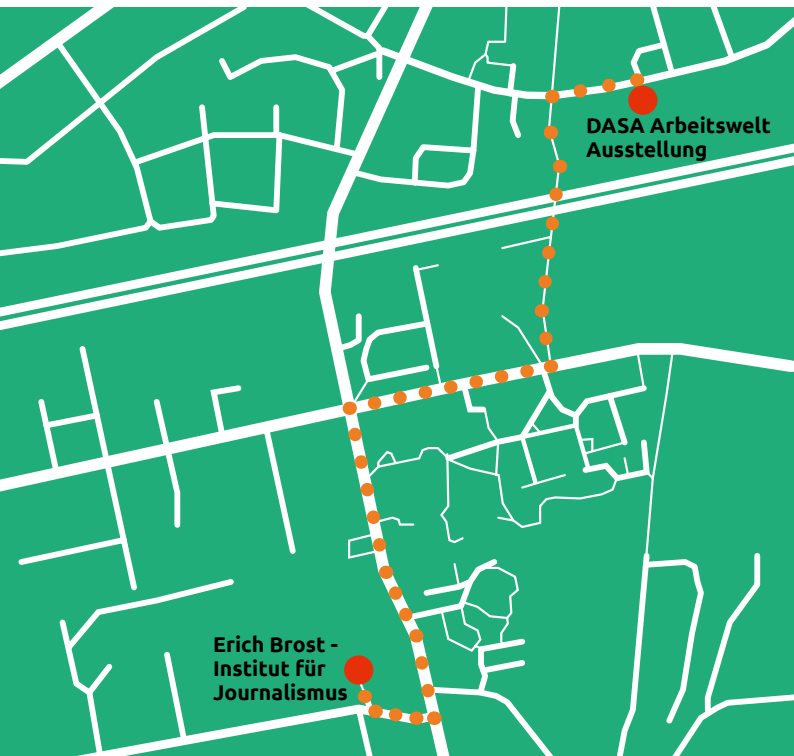 DASA Arbeitswelt
Ausstellung
Erich Brost -
Institut für
Journalismus